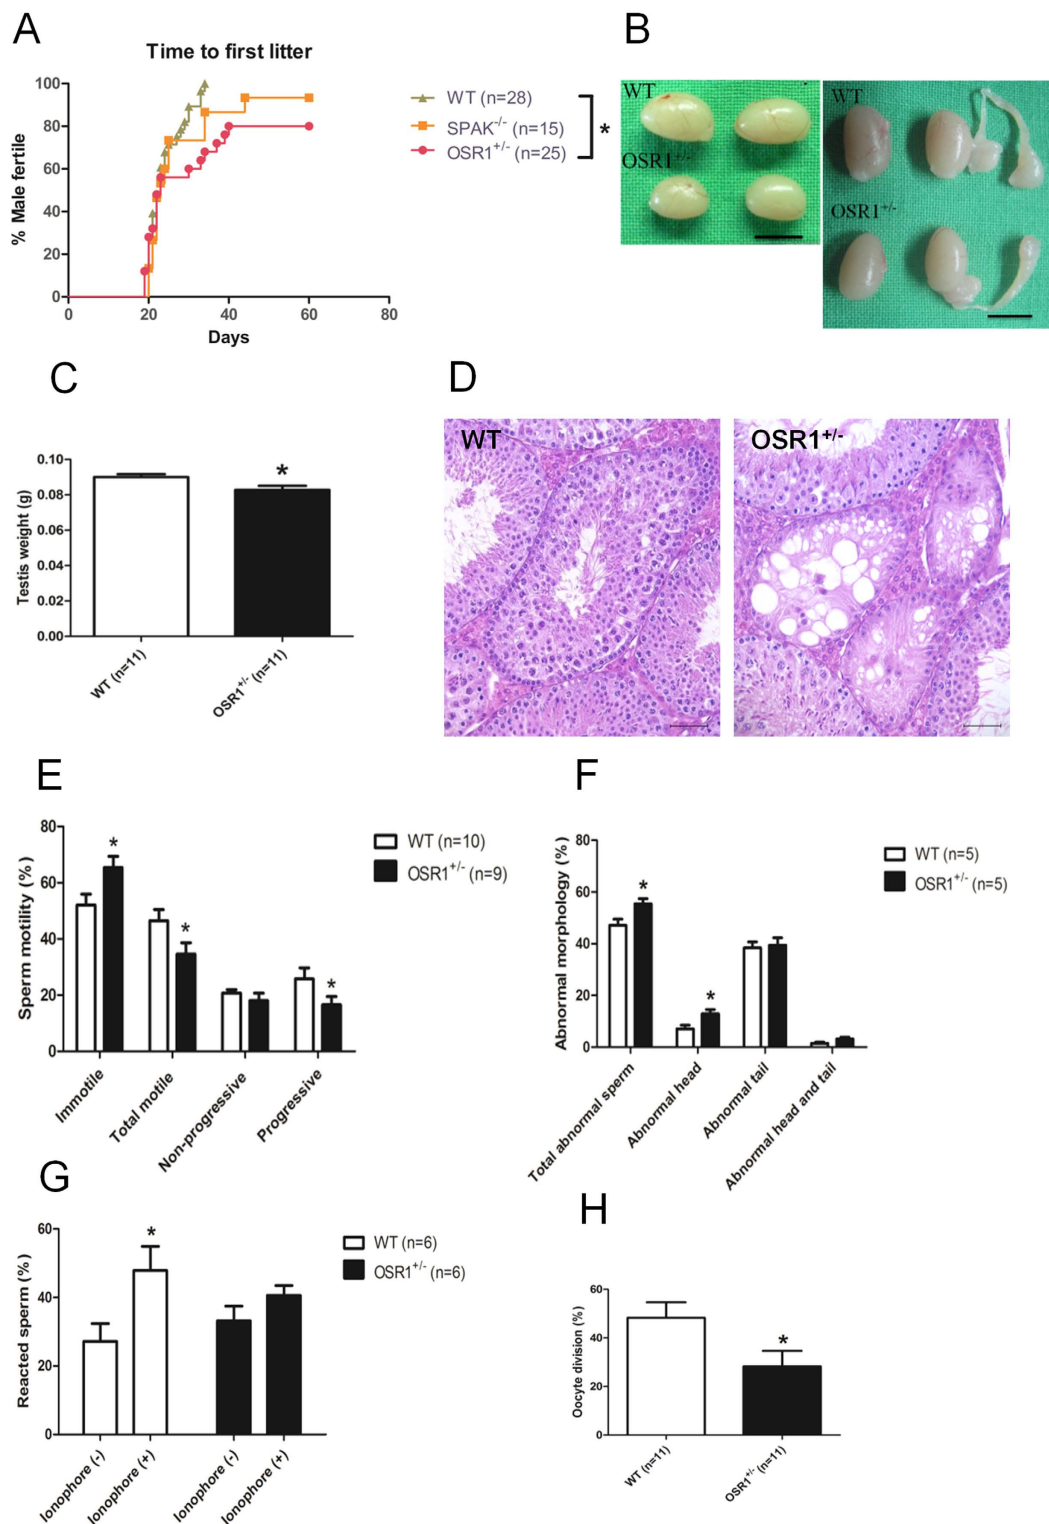 A
Time to first litter
% Male fertile
100
80
60
40
20
0
0
20
40
60
80
Days
WT (n=28)
SPAK-/- (n=15)
OSR1+/- (n=25)
*
B
WT
OSR1+/-
WT
OSR1+/-
C
Testis weight (g)
0.10
0.08
0.06
0.04
0.02
0.00
*
WT (n=11)
OSR1+/- (n=11)
D
WT
OSR1+/-
E
Sperm motility (%)
80
60
40
20
0
*
*
*
WT (n=10)
OSR1+/- (n=9)
Immotile
Total motile
Non-progressive
Progressive
F
Abnormal morphology (%)
80
60
40
20
0
*
*
WT (n=5)
OSR1+/- (n=5)
Total abnormal sperm
Abnormal head
Abnormal tail
Abnormal head and tail
G
Reacted sperm (%)
60
40
20
0
*
WT (n=6)
OSR1+/- (n=6)
Ionophore (-)
Ionophore (+)
Ionophore (-)
Ionophore (+)
H
Oocyte division (%)
60
40
20
0
*
WT (n=11)
OSR1+/- (n=11)